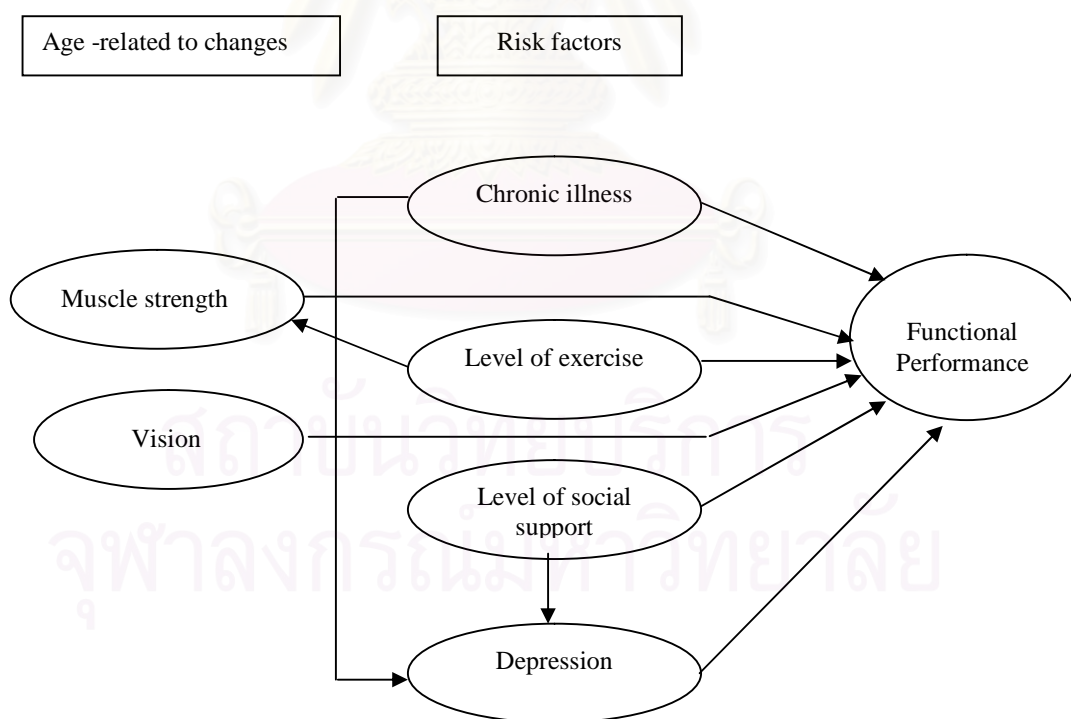 Age -related to changes
Risk factors
Chronic illness
Muscle strength
Level of exercise
Functional
Performance
Vision
Level of social
support
Depression
สถาบันวิทยบริการ
จุฬาลงกรณ์มหาวิทยาลัย